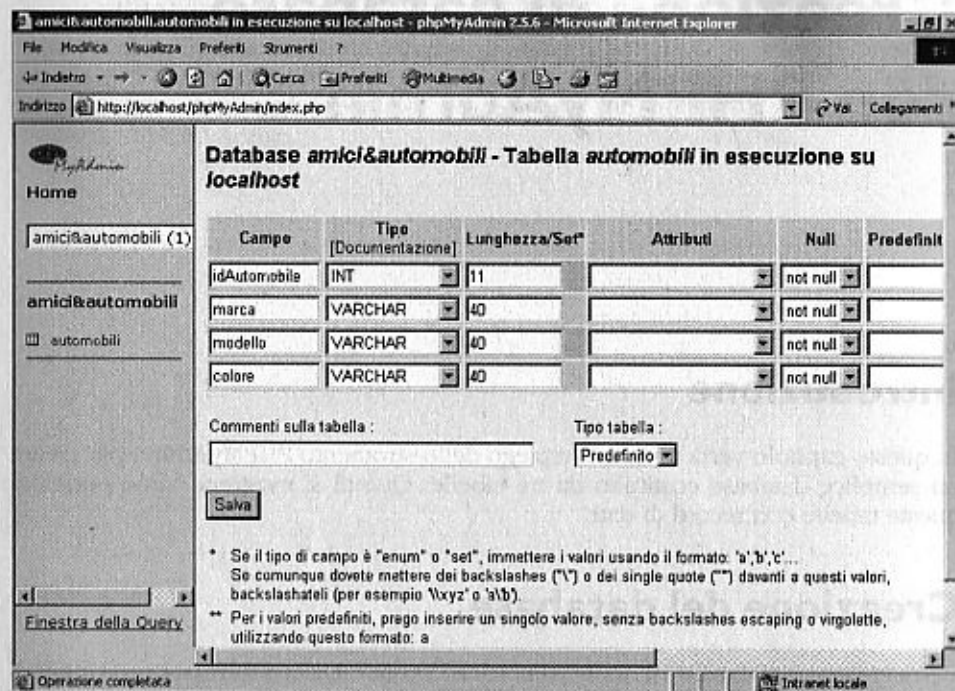 amici&automobili.automobili in esecuzione su localhost - phpMyAdmin 2.5.6 - Microsoft Internet Explorer
File Modifica Visualizza Preferiti Strumenti ?
Indietro Cerca Preferiti Multimedia
Indirizzo http://localhost/phpMyAdmin/index.php Vai Collegamenti
MyAdmin
Home
amici&automobili (1)
amici&automobili
automobili
Finestra della Query
Database amici&automobili - Tabella automobili in esecuzione su
localhost
Campo Tipo [Documentazione] Lunghezza/Set* Attributi Null Predefinit
idAutomobile INT 11 not null
marca VARCHAR 40 not null
modello VARCHAR 40 not null
colore VARCHAR 40 not null
Commenti sulla tabella : Tipo tabella :
Predefinito
Salva
* Se il tipo di campo è "enum" o "set", immettere i valori usando il formato: 'a','b','c'...
Se comunque dovete mettere dei backslashes ("\") o dei single quote ("'") davanti a questi valori,
backslashateli (per esempio '\\xyz' o 'a\'b').
** Per i valori predefiniti, prego inserire un singolo valore, senza backslashes escaping o virgolette,
utilizzando questo formato: a
Operazione completata Intranet locale